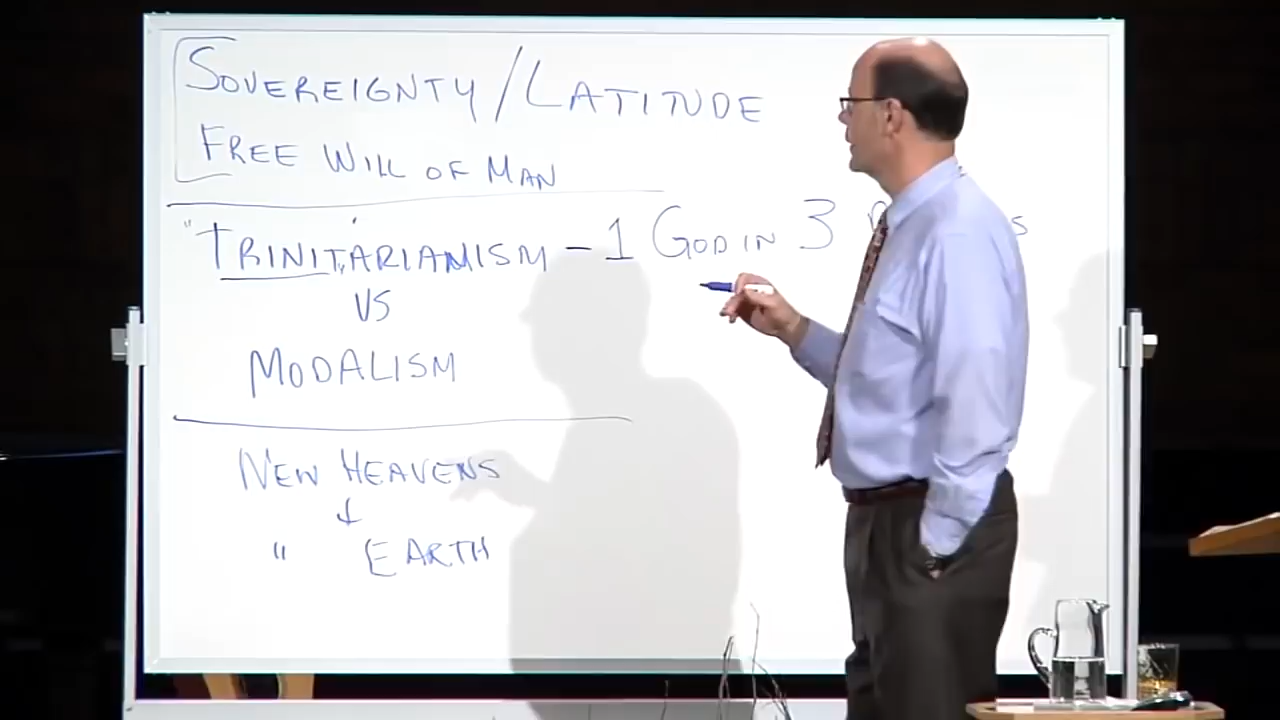 SOVEREIGNTY/LATITUDE
FREE WILL OF MAN
"TRINITARIANISM - 1 GOD IN 3
VS
MODALISM
NEW HEAVENS
↓
" EARTH